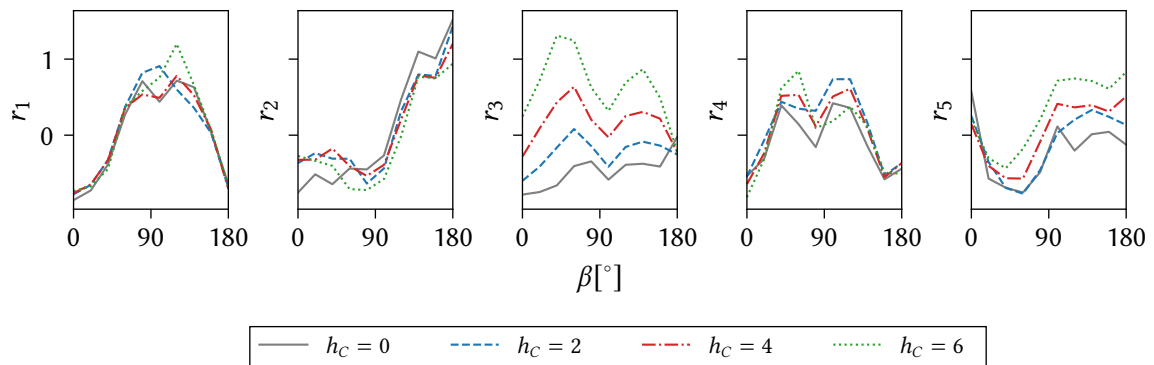 r1 r2 r3 r4 r5
1
0
0 90 180 0 90 180 0 90 180 0 90 180 0 90 180
β[°]
h_C = 0 h_C = 2 h_C = 4 h_C = 6